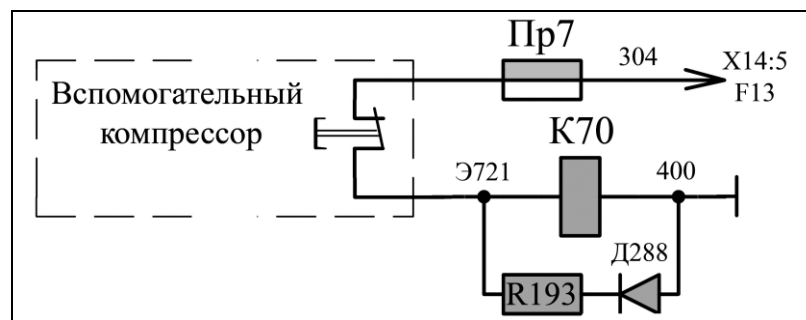 Пр7
304
X14:5
F13
Вспомогательный
компрессор
К70
Э721
400
Д288
R193